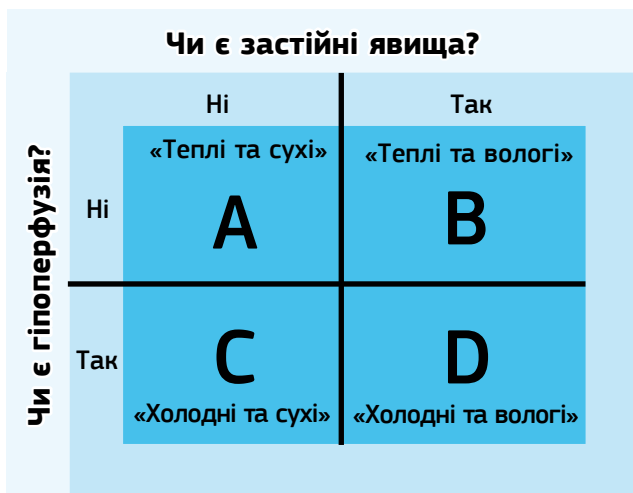 Чи є застійні явища?
Ні
Так
Чи є гіпоперфузія?
«Теплі та сухі»
«Теплі та вологі»
Ні
A
B
Так
C
D
«Холодні та сухі»
«Холодні та вологі»